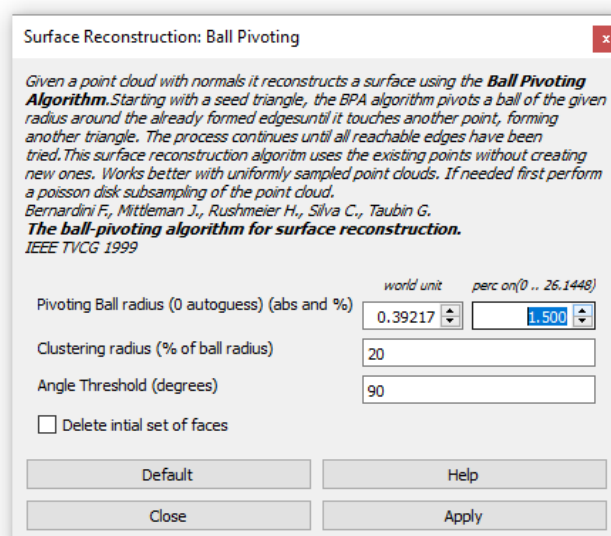 Surface Reconstruction: Ball Pivoting
x
Given a point cloud with normals it reconstructs a surface using the Ball Pivoting
Algorithm.Starting with a seed triangle, the BPA algorithm pivots a ball of the given
radius around the already formed edgesuntil it touches another point, forming
another triangle. The process continues until all reachable edges have been
tried.This surface reconstruction algoritm uses the existing points without creating
new ones. Works better with uniformly sampled point clouds. If needed first perform
a poisson disk subsampling of the point cloud.
Bernardini F., Mittleman J., Rushmeier H., Silva C., Taubin G.
The ball-pivoting algorithm for surface reconstruction.
IEEE TVCG 1999
world unit perc on(0 .. 26.1448)
Pivoting Ball radius (0 autoguess) (abs and %) 0.39217 1.500
Clustering radius (% of ball radius) 20
Angle Threshold (degrees) 90
Delete intial set of faces
Default Help
Close Apply